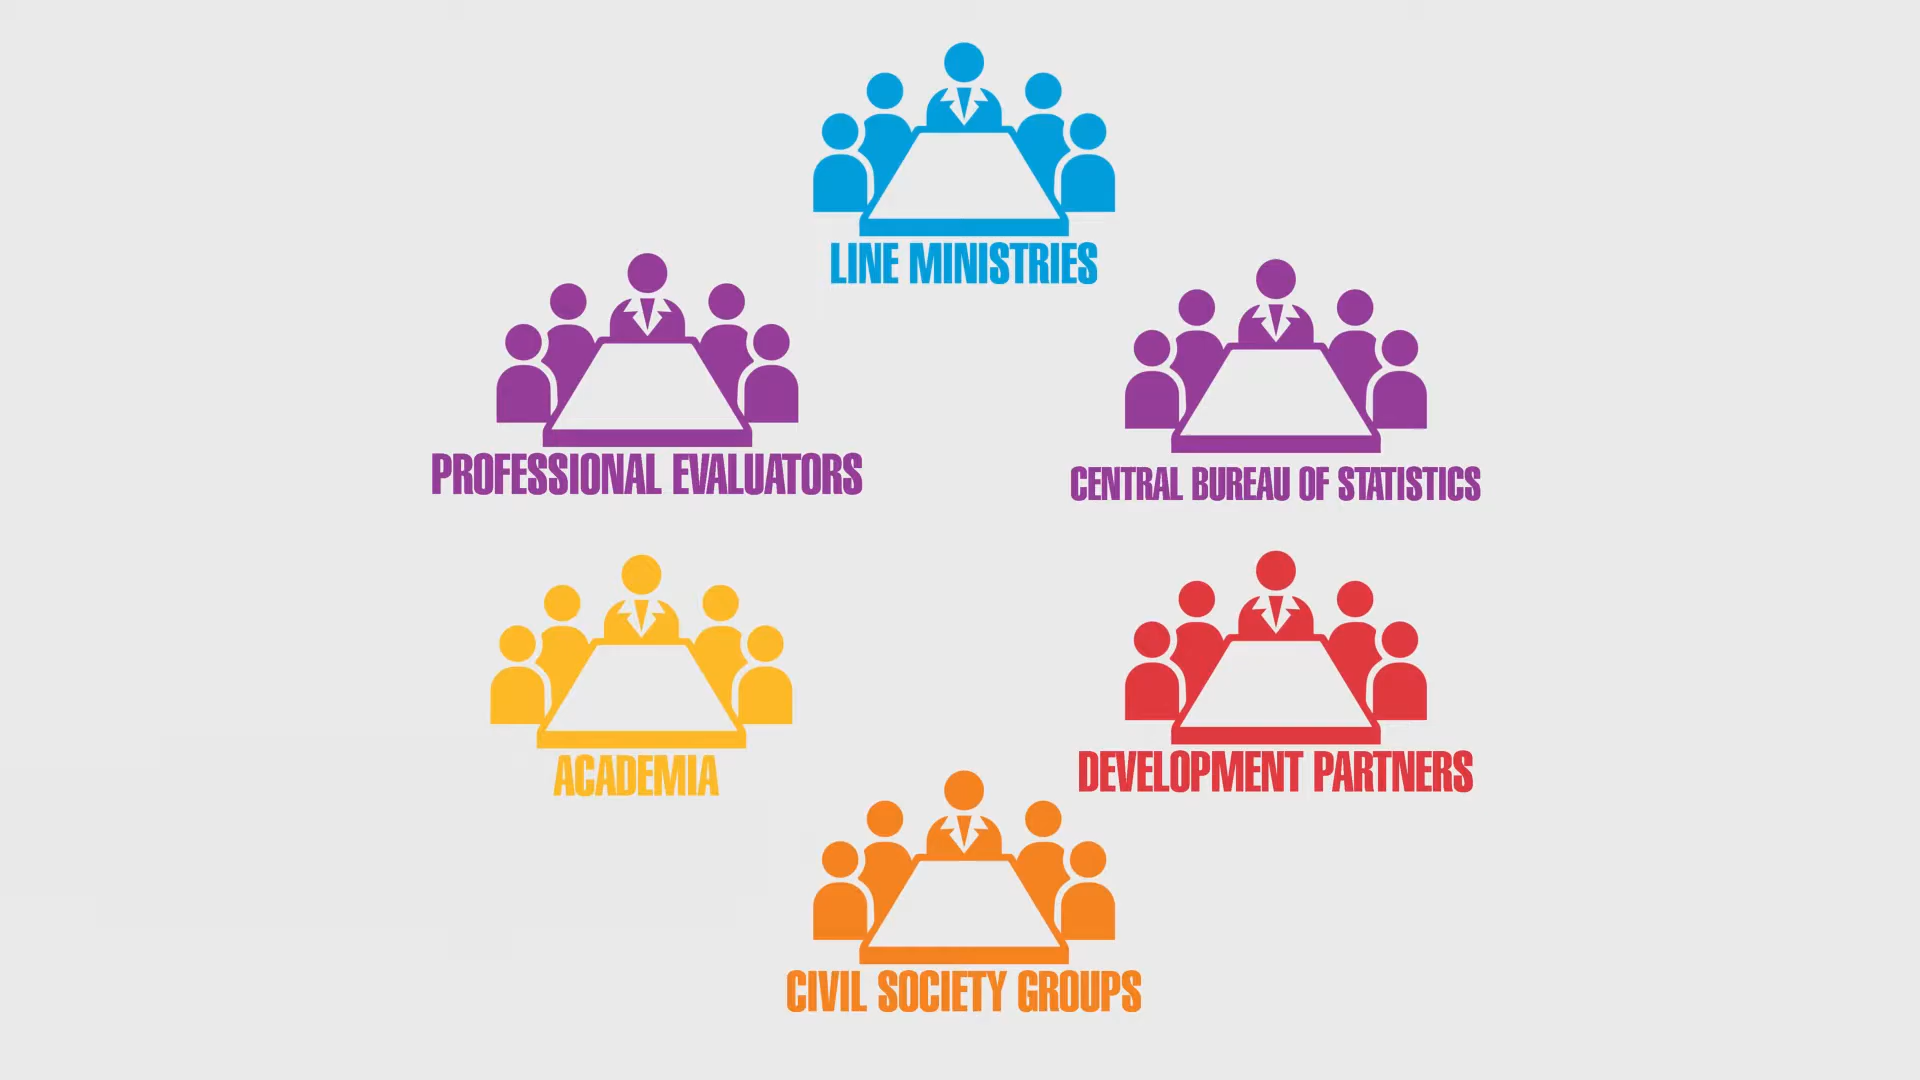 LINE MINISTRIES
PROFESSIONAL EVALUATORS
CENTRAL BUREAU OF STATISTICS
ACADEMIA
DEVELOPMENT PARTNERS
CIVIL SOCIETY GROUPS